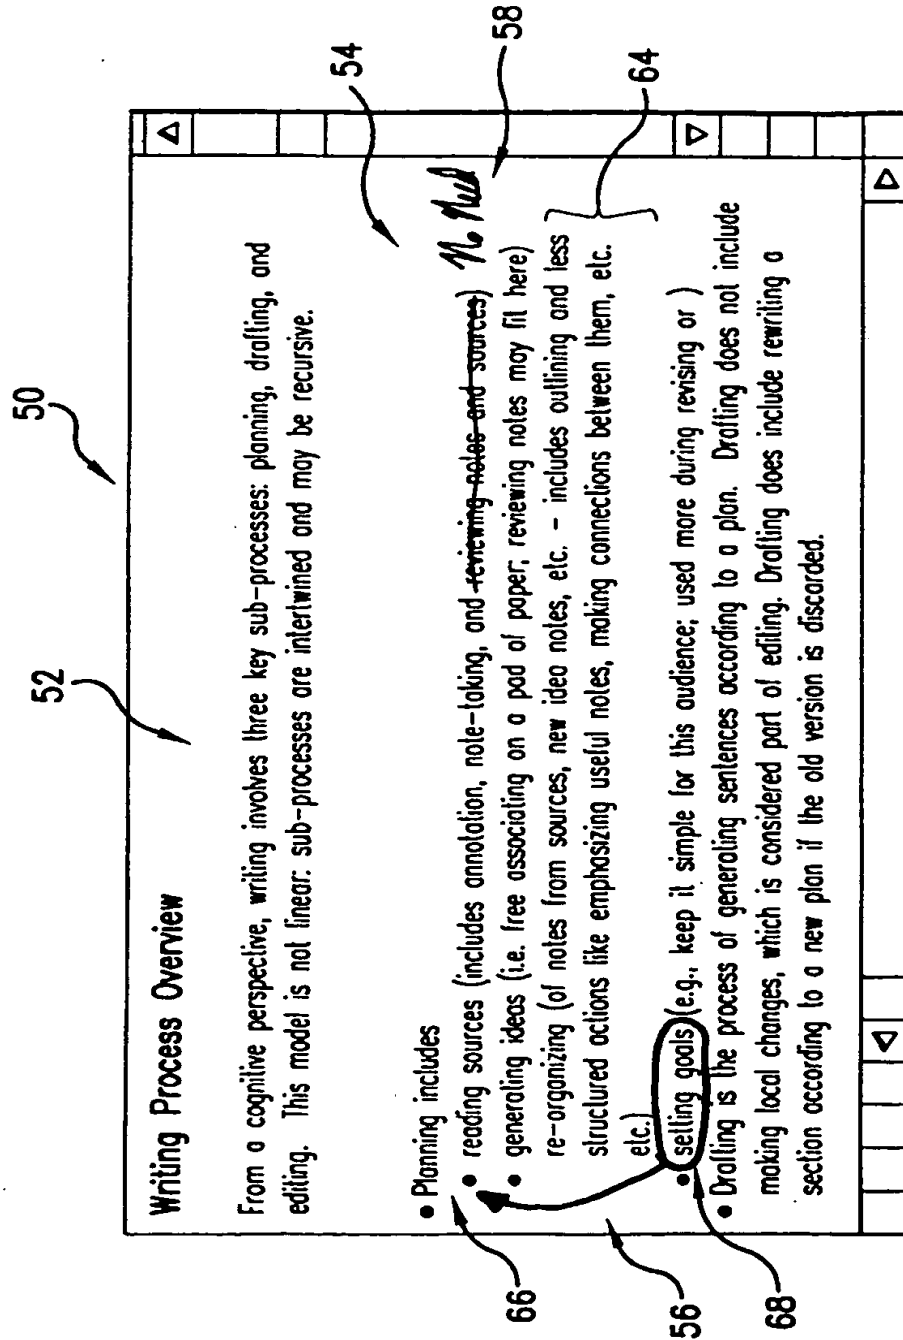 50
52
54
58
64
Writing Process Overview
From a cognitive perspective, writing involves three key sub-processes: planning, drafting, and
editing. This model is not linear: sub-processes are intertwined and may be recursive.
• Planning includes
• reading sources (includes annotation, note-taking, and reviewing notes and sources) No Need
• generating ideas (i.e. free associating on a pad of paper; reviewing notes may fit here)
re-organizing (of notes from sources, new idea notes, etc. - includes outlining and less
structured actions like emphasizing useful notes, making connections between them, etc.
etc.)
• setting goals (e.g., keep it simple for this audience; used more during revising or )
• Drafting is the process of generating sentences according to a plan. Drafting does not include
making local changes, which is considered part of editing. Drafting does include rewriting a
section according to a new plan if the old version is discarded.
66
56
68